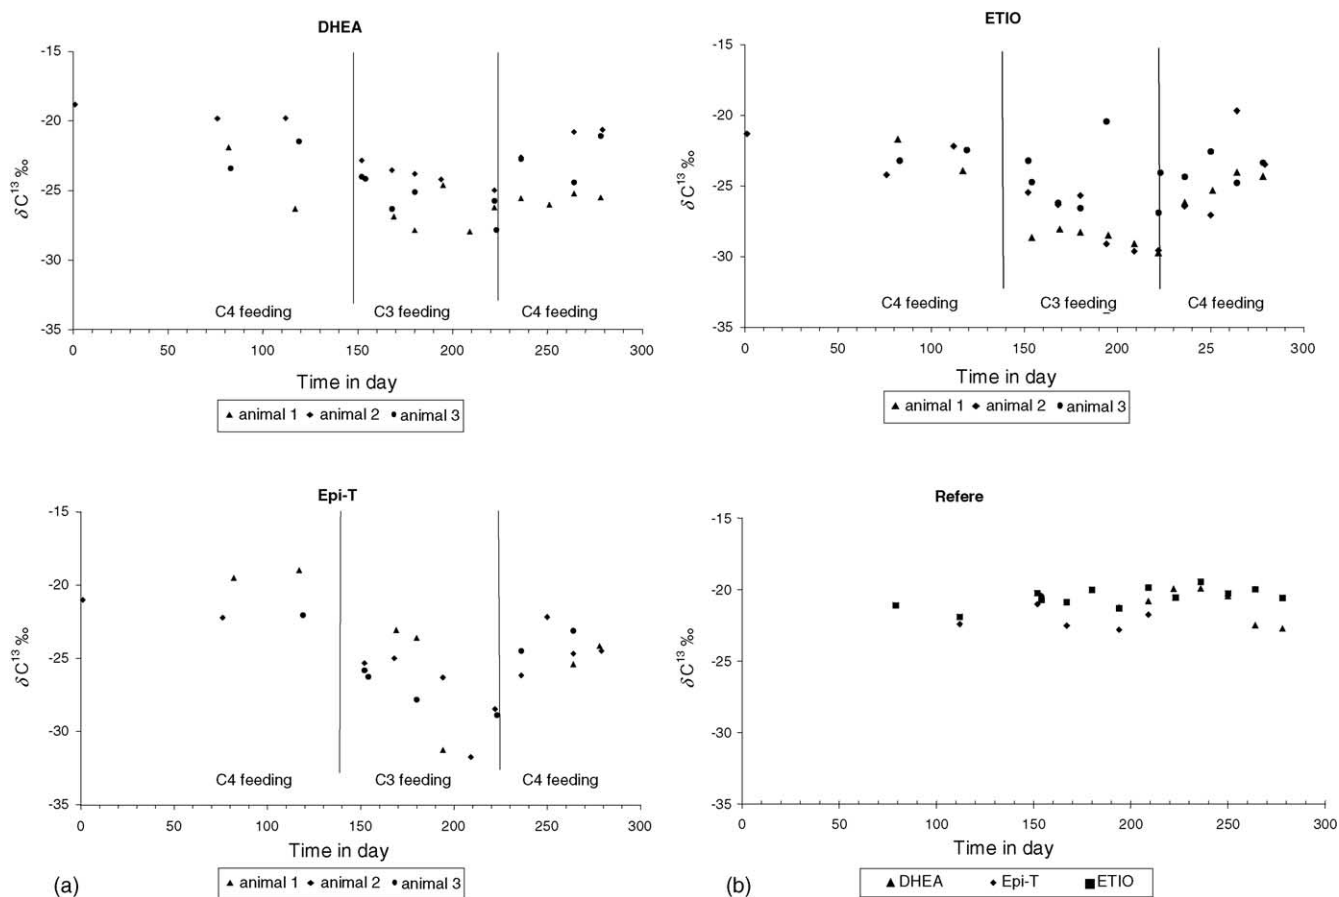 DHEA
-15
-20
-25
-30
-35
δC¹³‰
C4 feeding C3 feeding C4 feeding
0 50 100 150 200 250 300
Time in day
▲ animal 1 ◆ animal 2 ● animal 3
ETIO
-15
-20
-25
-30
-35
δC¹³‰
C4 feeding C3 feeding C4 feeding
0 50 100 150 200 25 300
Time in day
▲ animal 1 ◆ animal 2 ● animal 3
Epi-T
-15
-20
-25
-30
-35
δC¹³‰
C4 feeding C3 feeding C4 feeding
0 50 100 150 200 250 300
Time in day
(a) ▲ animal 1 ◆ animal 2 ● animal 3
Refere
-15
-20
-25
-30
-35
δC¹³‰
0 50 100 150 200 250 300
Time in day
(b) ▲ DHEA ◆ Epi-T ■ ETIO